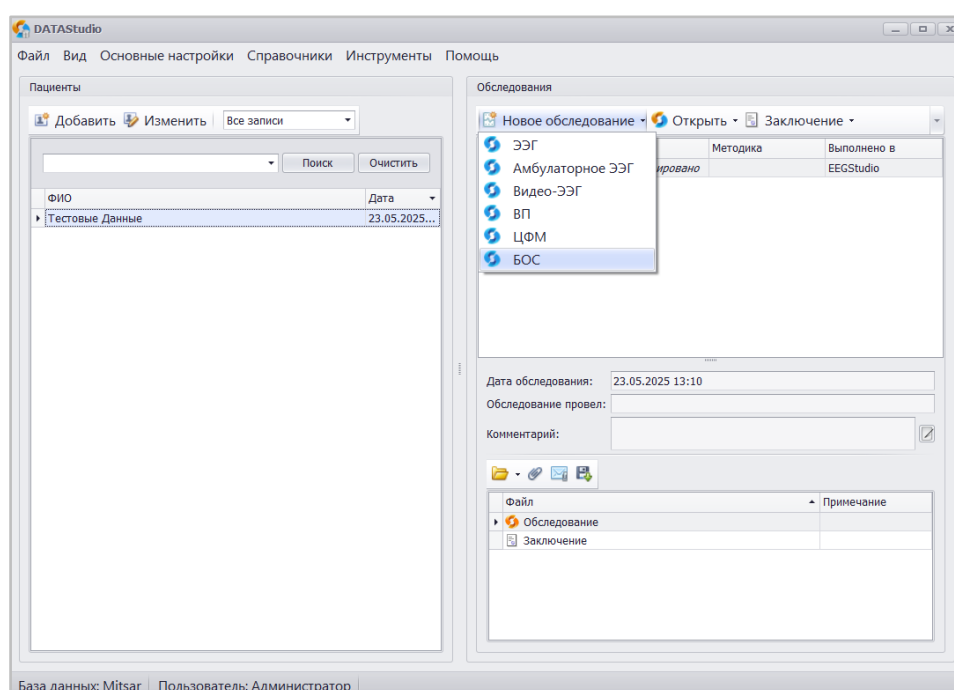 DATAStudio
Файл Вид Основные настройки Справочники Инструменты Помощь
Пациенты
Добавить Изменить Все записи
Поиск Очистить
ФИО Дата
Тестовые Данные 23.05.2025...
Обследования
Новое обследование Открыть Заключение
Методика Выполнено в
EEGStudio
ЭЭГ
Амбулаторное ЭЭГ
Видео-ЭЭГ
ВП
ЦФМ
БОС
Дата обследования: 23.05.2025 13:10
Обследование провел:
Комментарий:
Файл Примечание
Обследование
Заключение
База данных: Mitsar Пользователь: Администратор